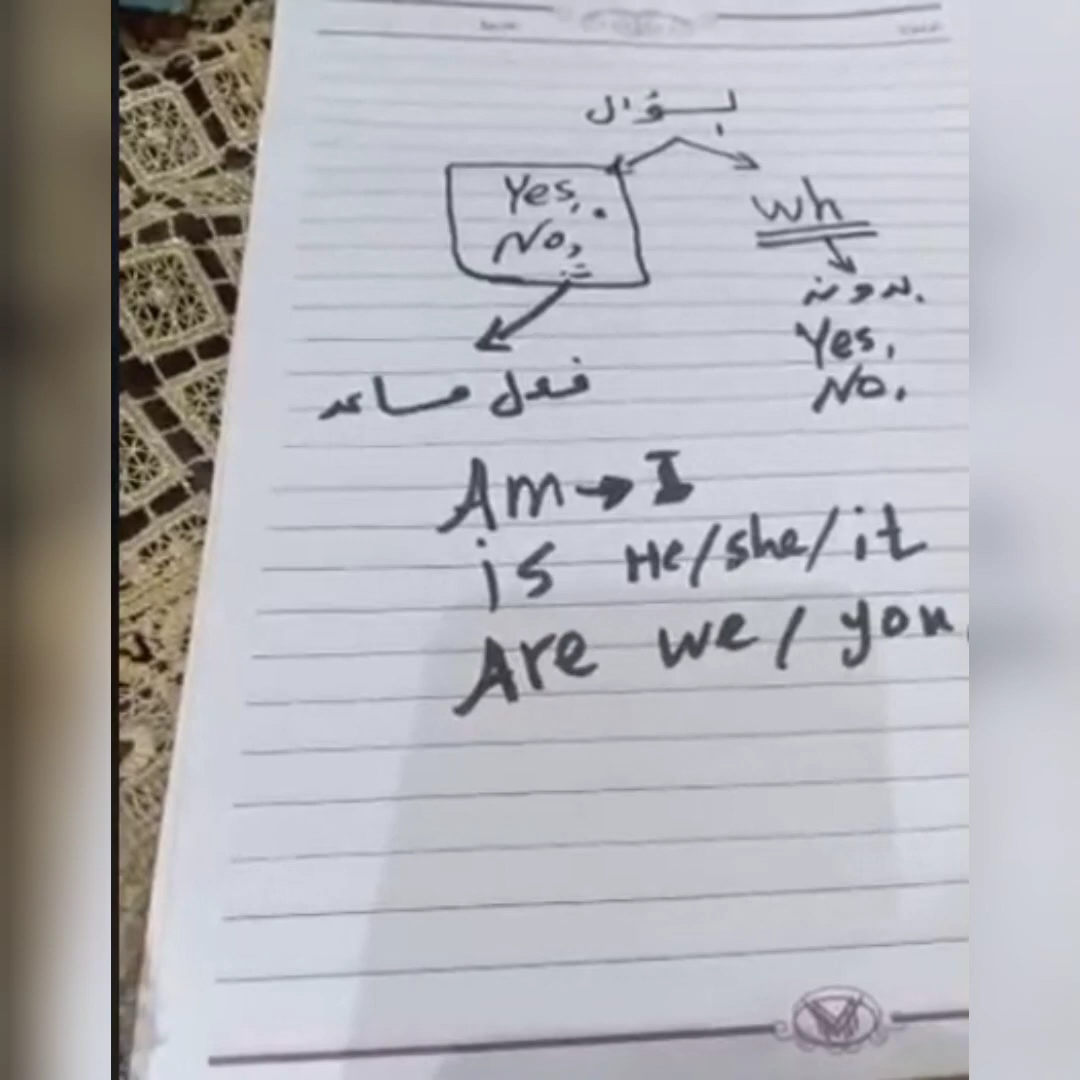 سؤال
Yes,
No,
wh
بدون
Yes,
No.
فعل مساعد
Am → I
is He/she/it
Are we/you